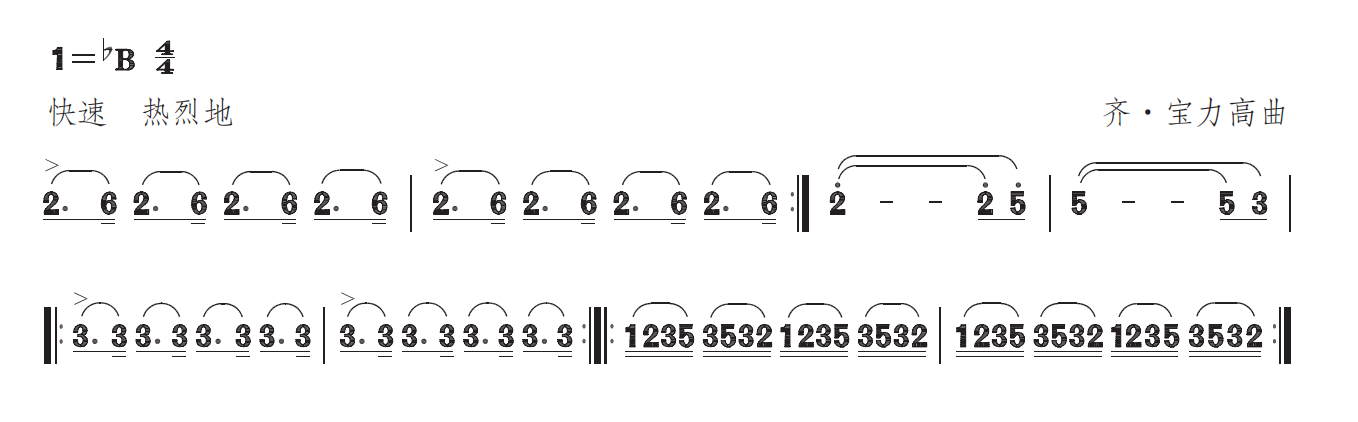 1=♭B 4/4
快速 热烈地 齐·宝力高曲
2. 6 2. 6 2. 6 2. 6 | 2. 6 2. 6 2. 6 2. 6 :| 2̇ - - 2̇ 5̇ | 5 - - 5 3 |
|: 3. 3 3. 3 3. 3 3. 3 | 3. 3 3. 3 3. 3 3. 3 :|: 1235 3532 1235 3532 | 1235 3532 1235 3532 :|